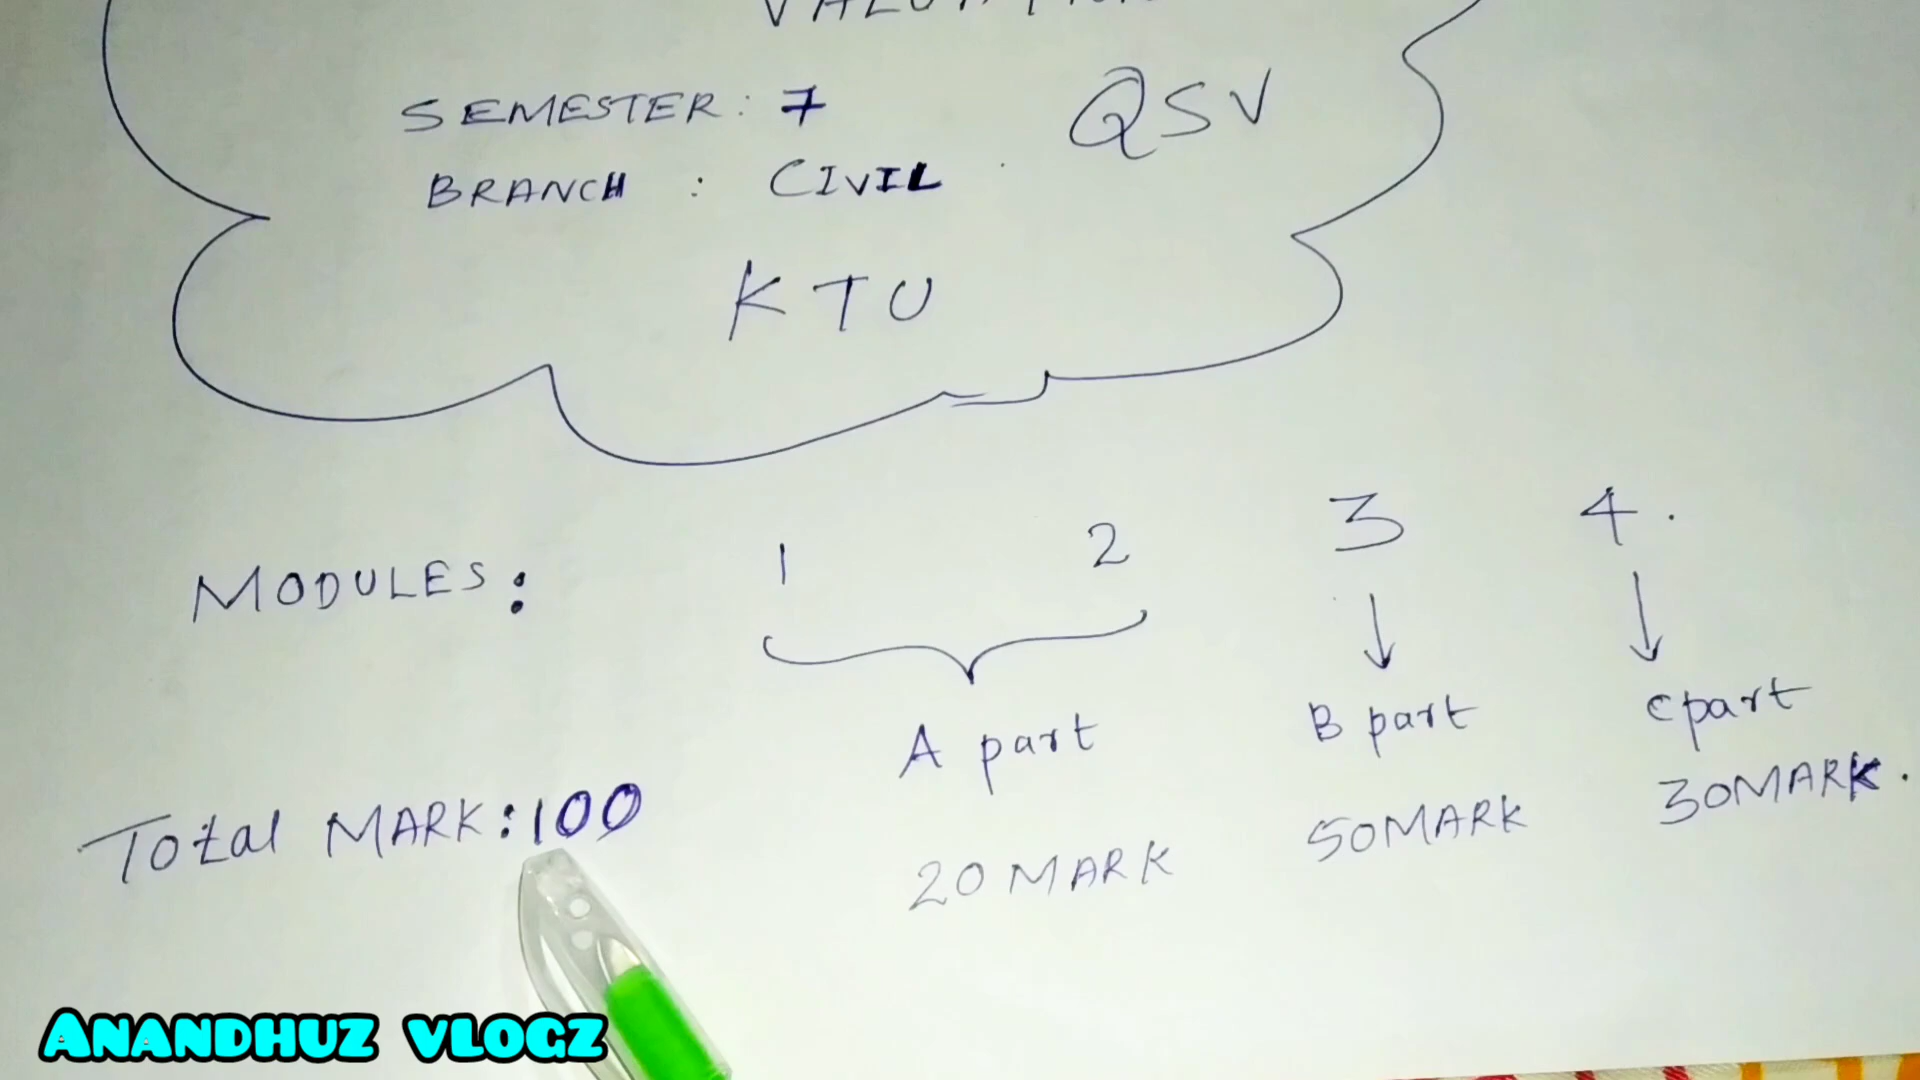 SEMESTER: 7 QSV
BRANCH : CIVIL
KTU
MODULES: 1 2 3 4.
A part B part C part
Total MARK:100 20 MARK 50MARK 30MARK.
ANANDHUZ VLOGZ